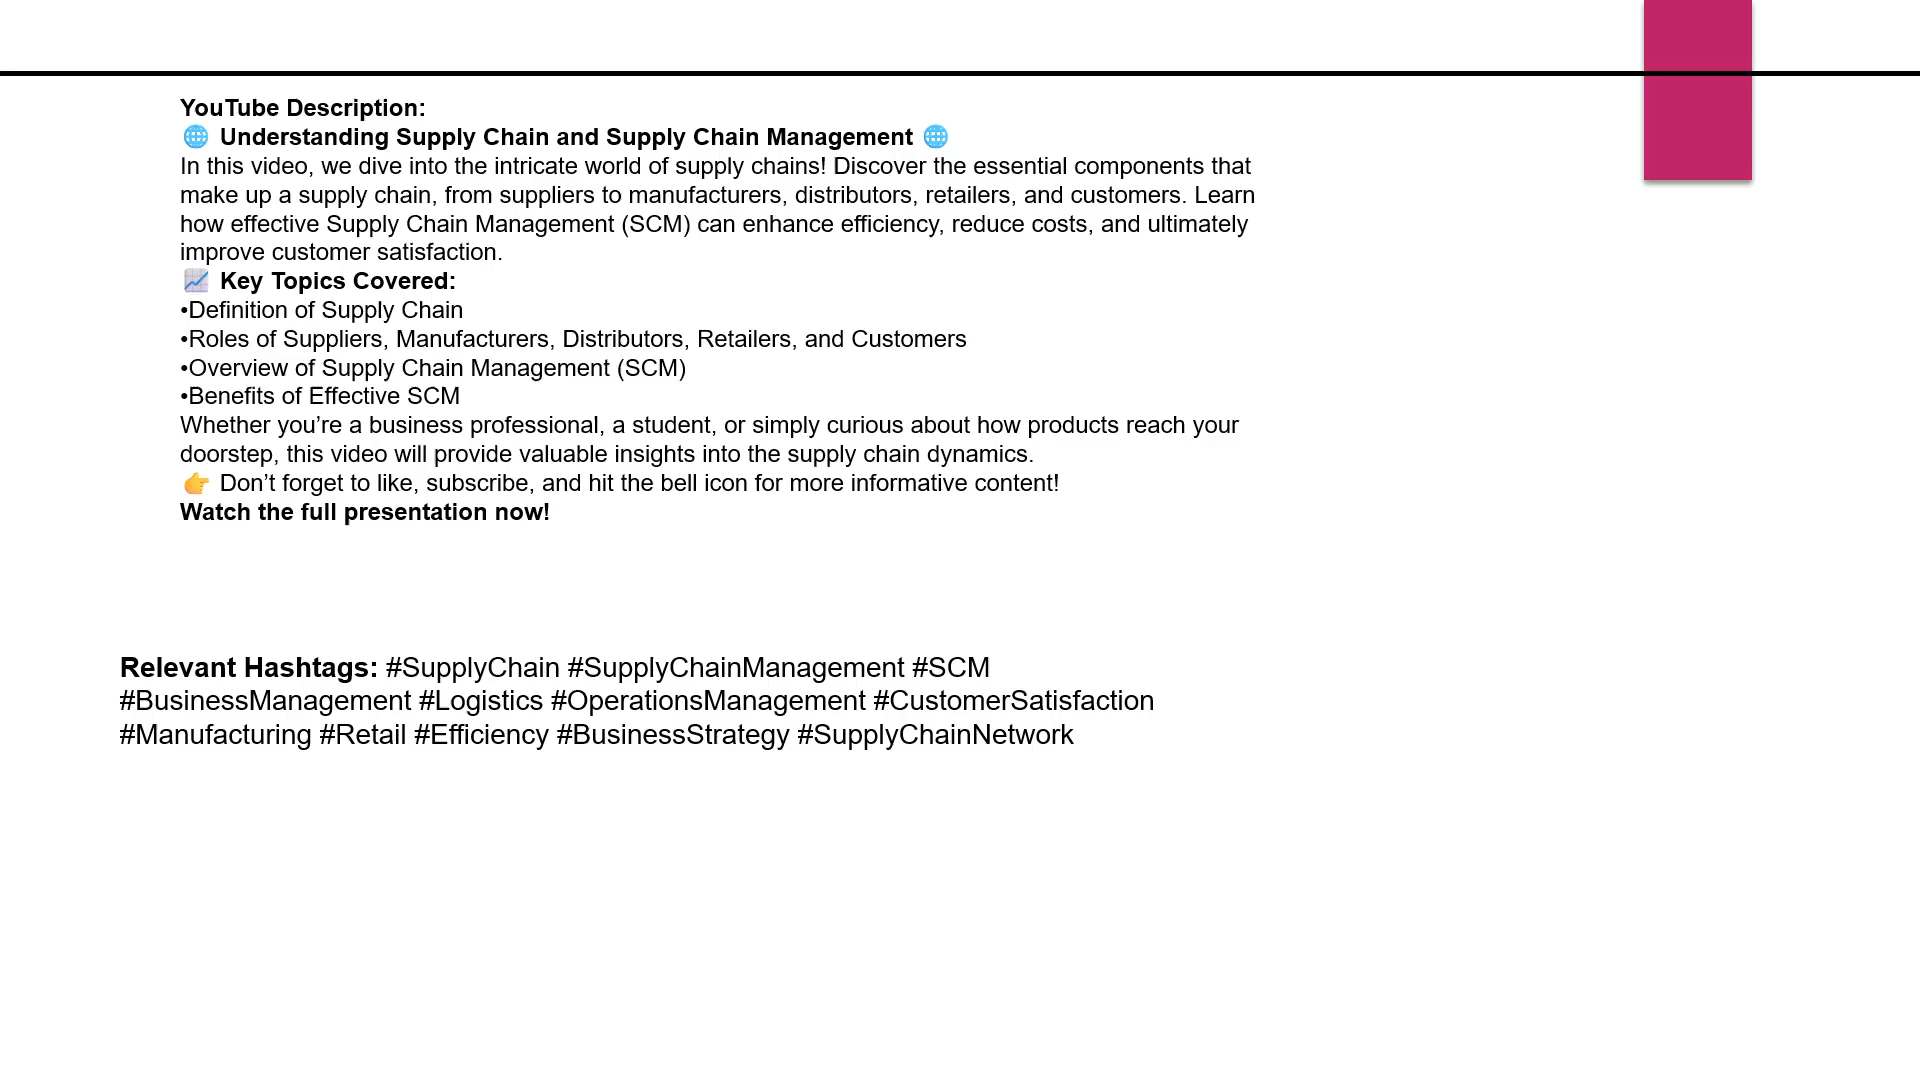 YouTube Description:
🌐 Understanding Supply Chain and Supply Chain Management 🌐
In this video, we dive into the intricate world of supply chains! Discover the essential components that
make up a supply chain, from suppliers to manufacturers, distributors, retailers, and customers. Learn
how effective Supply Chain Management (SCM) can enhance efficiency, reduce costs, and ultimately
improve customer satisfaction.
📈 Key Topics Covered:
•Definition of Supply Chain
•Roles of Suppliers, Manufacturers, Distributors, Retailers, and Customers
•Overview of Supply Chain Management (SCM)
•Benefits of Effective SCM
Whether you’re a business professional, a student, or simply curious about how products reach your
doorstep, this video will provide valuable insights into the supply chain dynamics.
👉 Don’t forget to like, subscribe, and hit the bell icon for more informative content!
Watch the full presentation now!
Relevant Hashtags: #SupplyChain #SupplyChainManagement #SCM
#BusinessManagement #Logistics #OperationsManagement #CustomerSatisfaction
#Manufacturing #Retail #Efficiency #BusinessStrategy #SupplyChainNetwork